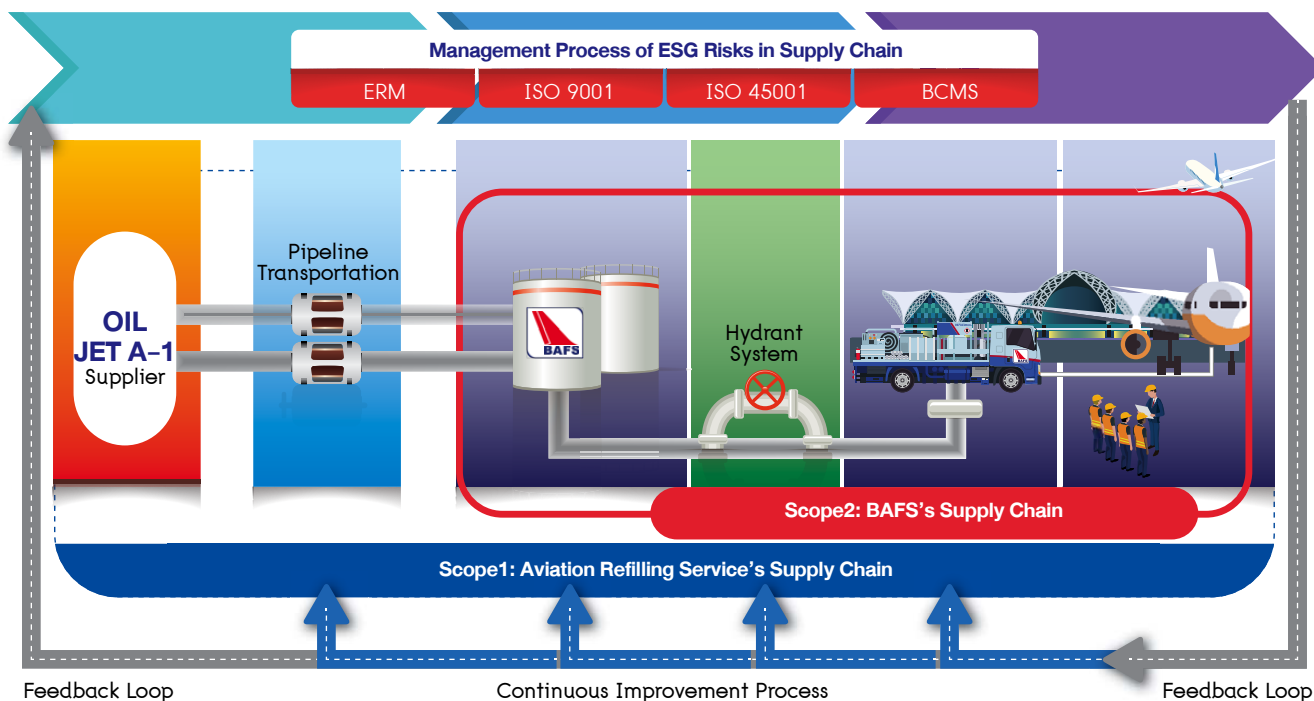 Management Process of ESG Risks in Supply Chain
ERM
ISO 9001
ISO 45001
BCMS
OIL
JET A-1
Supplier
Pipeline
Transportation
BAFS
Hydrant
System
BAFS
Scope2: BAFS's Supply Chain
Scope1: Aviation Refilling Service's Supply Chain
Feedback Loop
Continuous Improvement Process
Feedback Loop